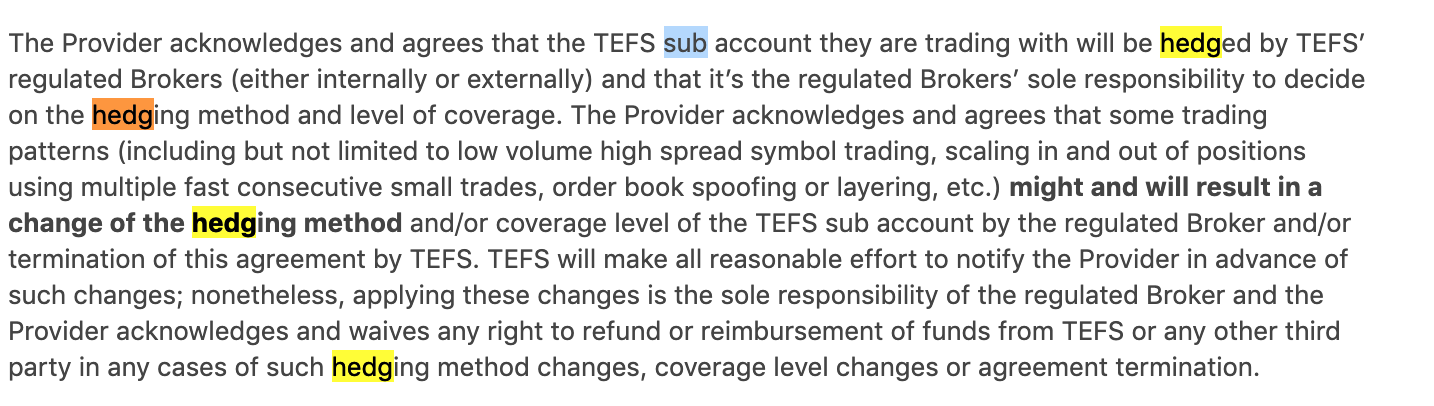 The Provider acknowledges and agrees that the TEFS sub account they are trading with will be hedged by TEFS’
regulated Brokers (either internally or externally) and that it’s the regulated Brokers’ sole responsibility to decide
on the hedging method and level of coverage. The Provider acknowledges and agrees that some trading
patterns (including but not limited to low volume high spread symbol trading, scaling in and out of positions
using multiple fast consecutive small trades, order book spoofing or layering, etc.) might and will result in a
change of the hedging method and/or coverage level of the TEFS sub account by the regulated Broker and/or
termination of this agreement by TEFS. TEFS will make all reasonable effort to notify the Provider in advance of
such changes; nonetheless, applying these changes is the sole responsibility of the regulated Broker and the
Provider acknowledges and waives any right to refund or reimbursement of funds from TEFS or any other third
party in any cases of such hedging method changes, coverage level changes or agreement termination.